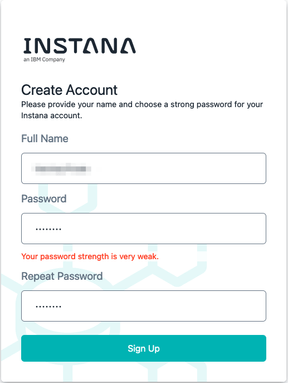 INSTANA
an IBM Company
Create Account
Please provide your name and choose a strong password for your
Instana account.
Full Name
Password
••••••••
Your password strength is very weak.
Repeat Password
••••••••
Sign Up